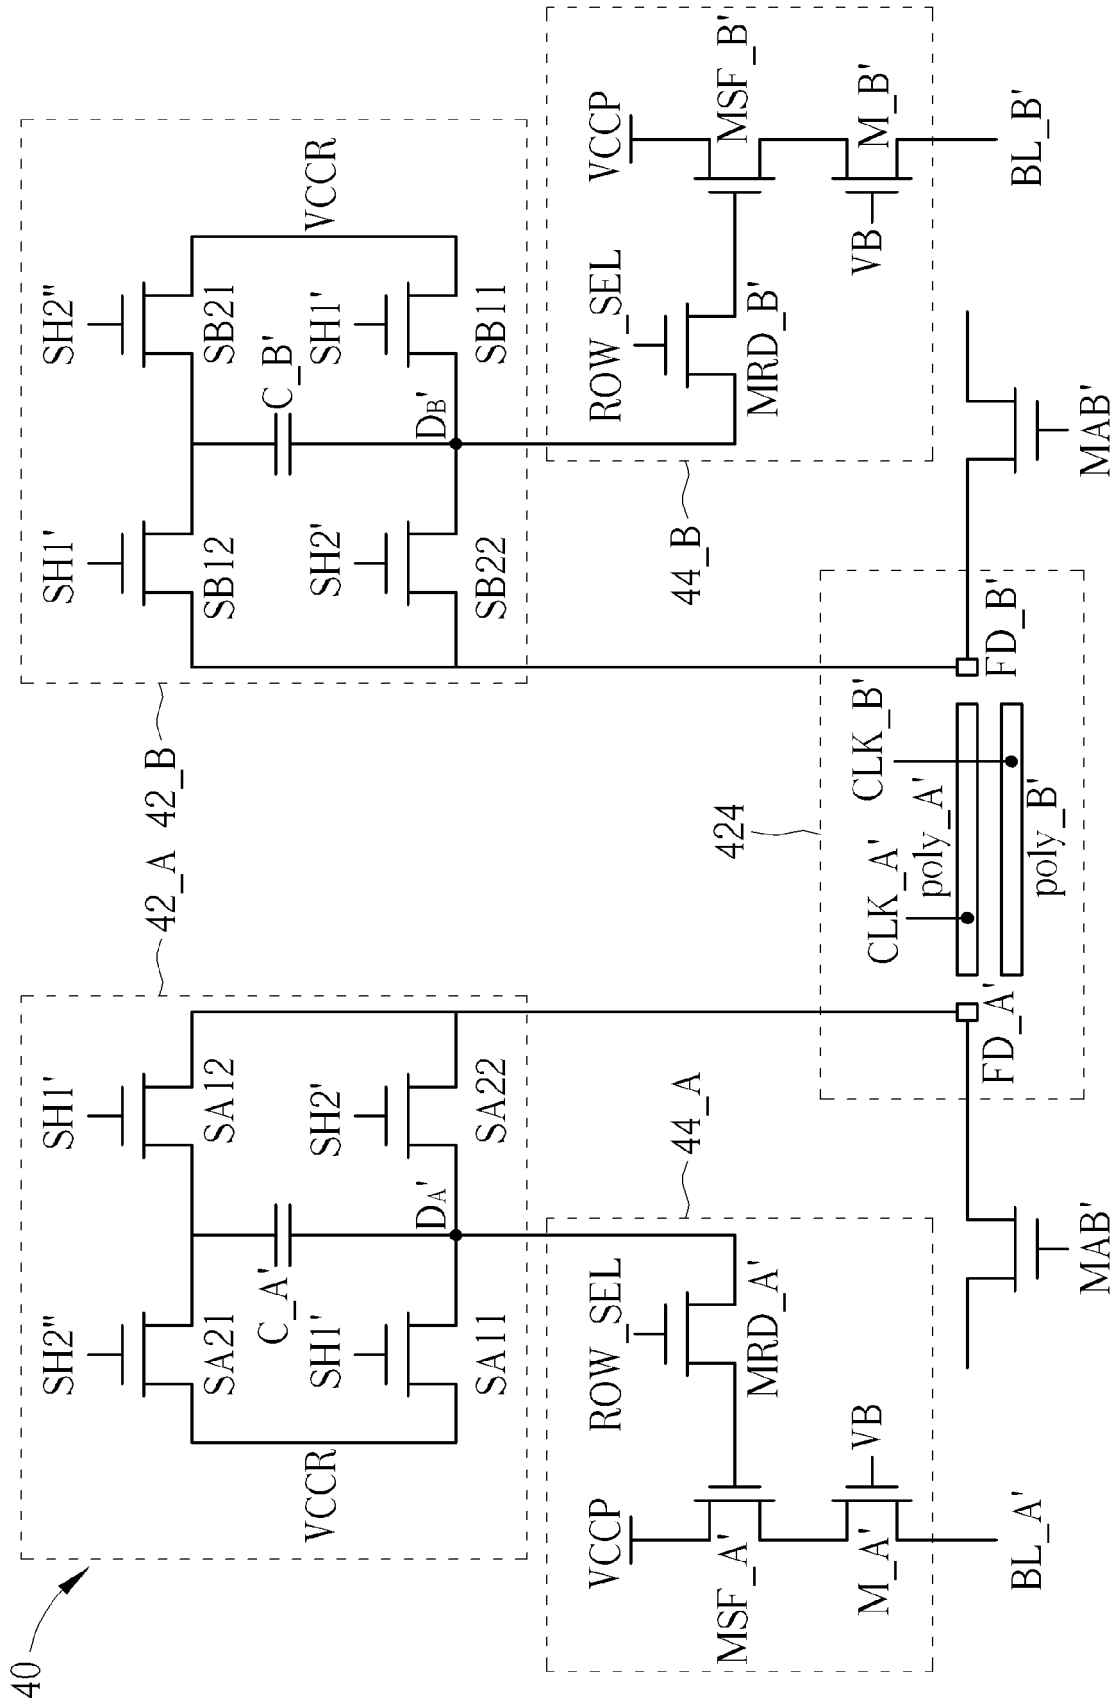 40
42_A
42_B
SH2"
SH1'
SH1'
SH2"
SA21
SA12
SB12
SB21
C_A'
C_B'
VCCR
SH1'
SH2'
SH2'
SH1'
VCCR
DA'
DB'
SA11
SA22
SB22
SB11
VCCP
ROW_SEL
44_A
44_B
ROW_SEL
VCCP
MSF_A'
MRD_A'
MRD_B'
MSF_B'
424
M_A'
VB
CLK_A'
CLK_B'
VB
M_B'
poly_A'
BL_A'
FD_A'
FD_B'
BL_B'
poly_B'
MAB'
MAB'